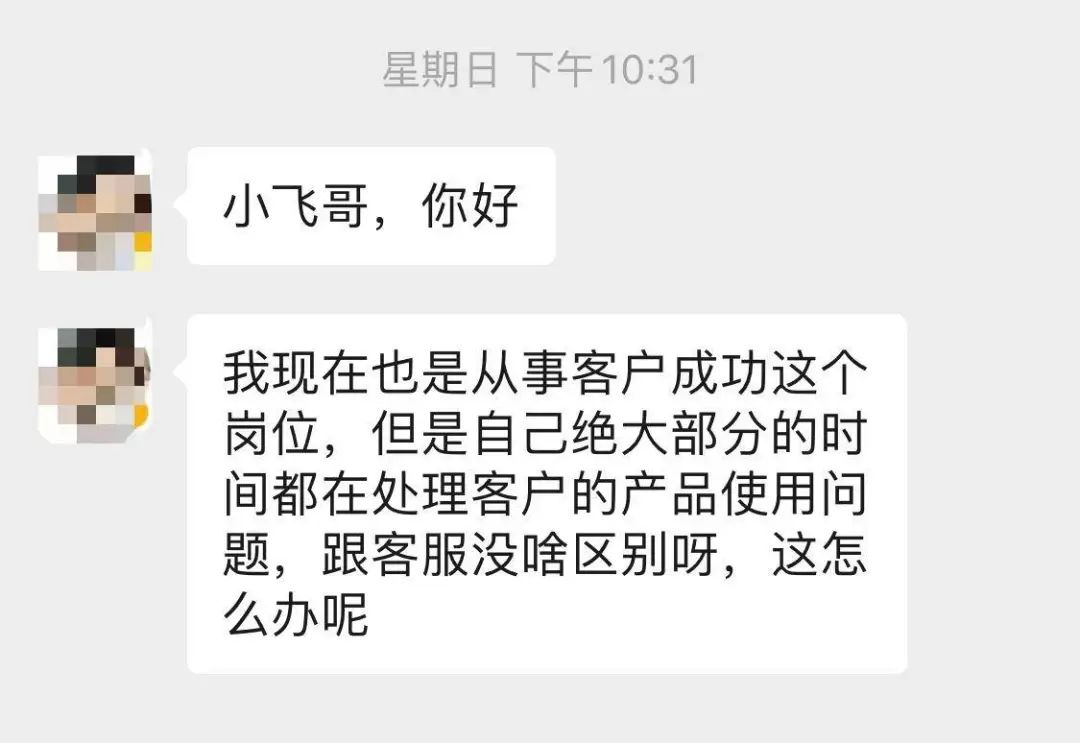 星期日 下午10:31
小飞哥，你好
我现在也是从事客户成功这个
岗位，但是自己绝大部分的时
间都在处理客户的产品使用问
题，跟客服没啥区别呀，这怎
么办呢